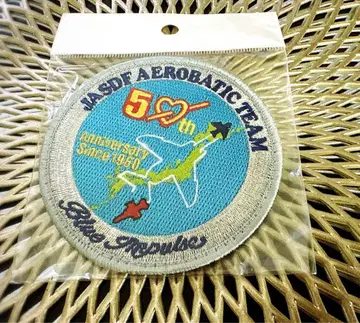 JASDF AEROBATIC TEAM
50th
Anniversary
Since 1960
Blue Impulse